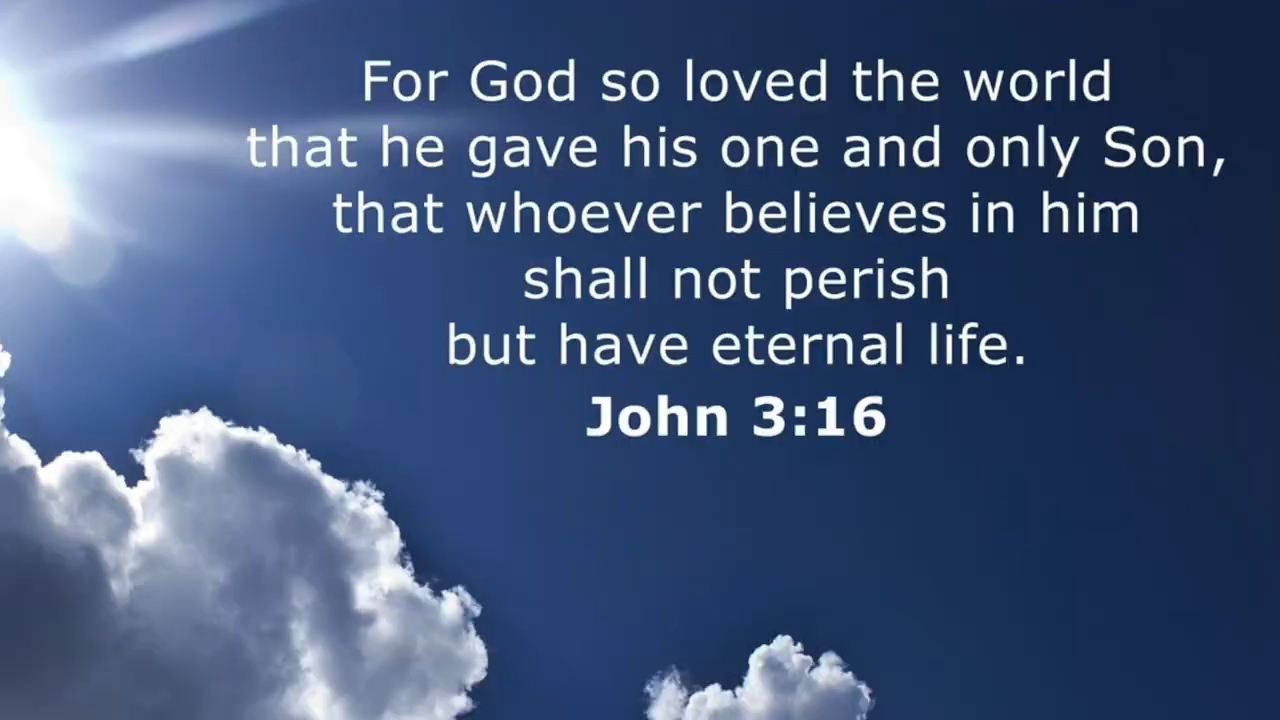 For God so loved the world
that he gave his one and only Son,
that whoever believes in him
shall not perish
but have eternal life.
John 3:16